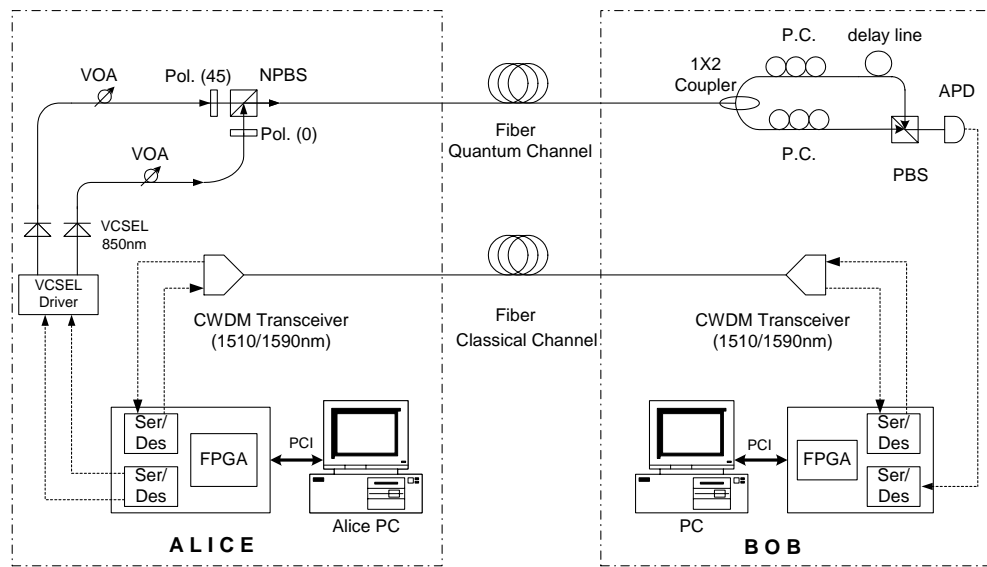 VOA
Pol. (45)
NPBS
Pol. (0)
VOA
VCSEL
850nm
VCSEL
Driver
CWDM Transceiver
(1510/1590nm)
Ser/
Des
Ser/
Des
FPGA
PCI
Alice PC
A L I C E
Fiber
Quantum Channel
Fiber
Classical Channel
P.C.
delay line
1X2
Coupler
APD
P.C.
PBS
CWDM Transceiver
(1510/1590nm)
PCI
PC
FPGA
Ser/
Des
Ser/
Des
B O B